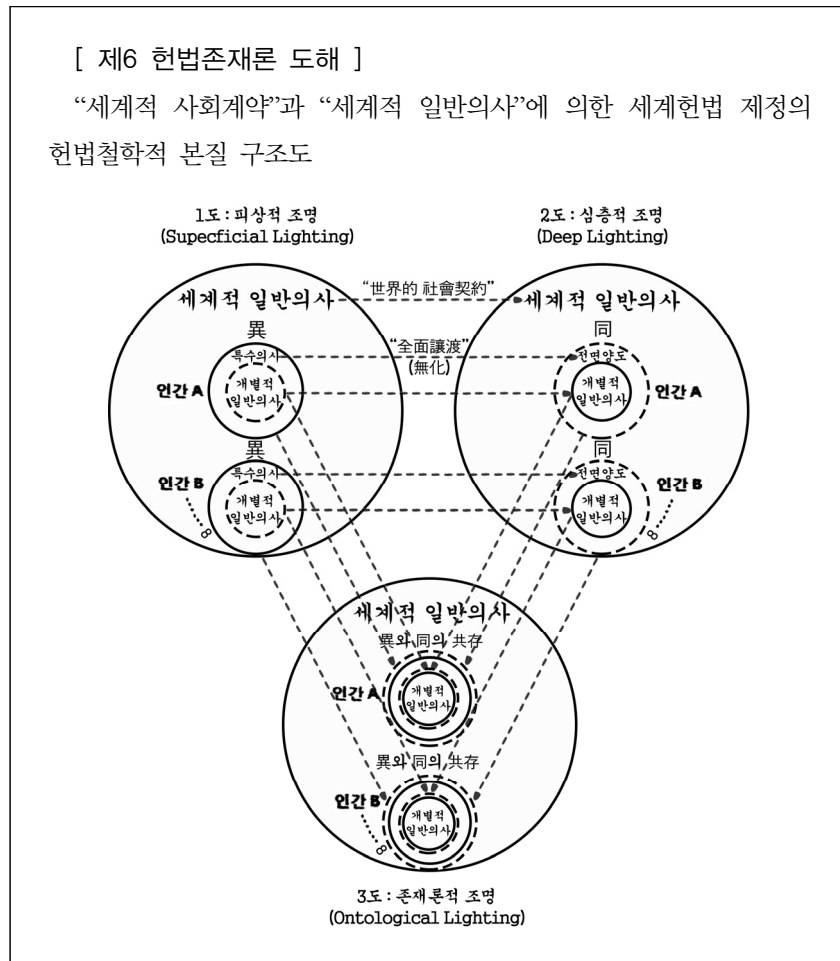 [ 제6 헌법존재론 도해 ]
“세계적 사회계약”과 “세계적 일반의사”에 의한 세계헌법 제정의
헌법철학적 본질 구조도
1도 : 피상적 조명
(Supecficial Lighting)
2도 : 심층적 조명
(Deep Lighting)
세계적 일반의사
“世界的 社會契約”
세계적 일반의사
異
특수의사
개별적
일반의사
인간 A
“全面讓渡”
(無化)
同
전면양도
개별적
일반의사
인간 A
異
특수의사
개별적
일반의사
인간 B
8
同
전면양도
개별적
일반의사
인간 B
8
세계적 일반의사
異와 同의 共存
인간 A
개별적
일반의사
異와 同의 共存
인간 B
개별적
일반의사
8
3도 : 존재론적 조명
(Ontological Lighting)